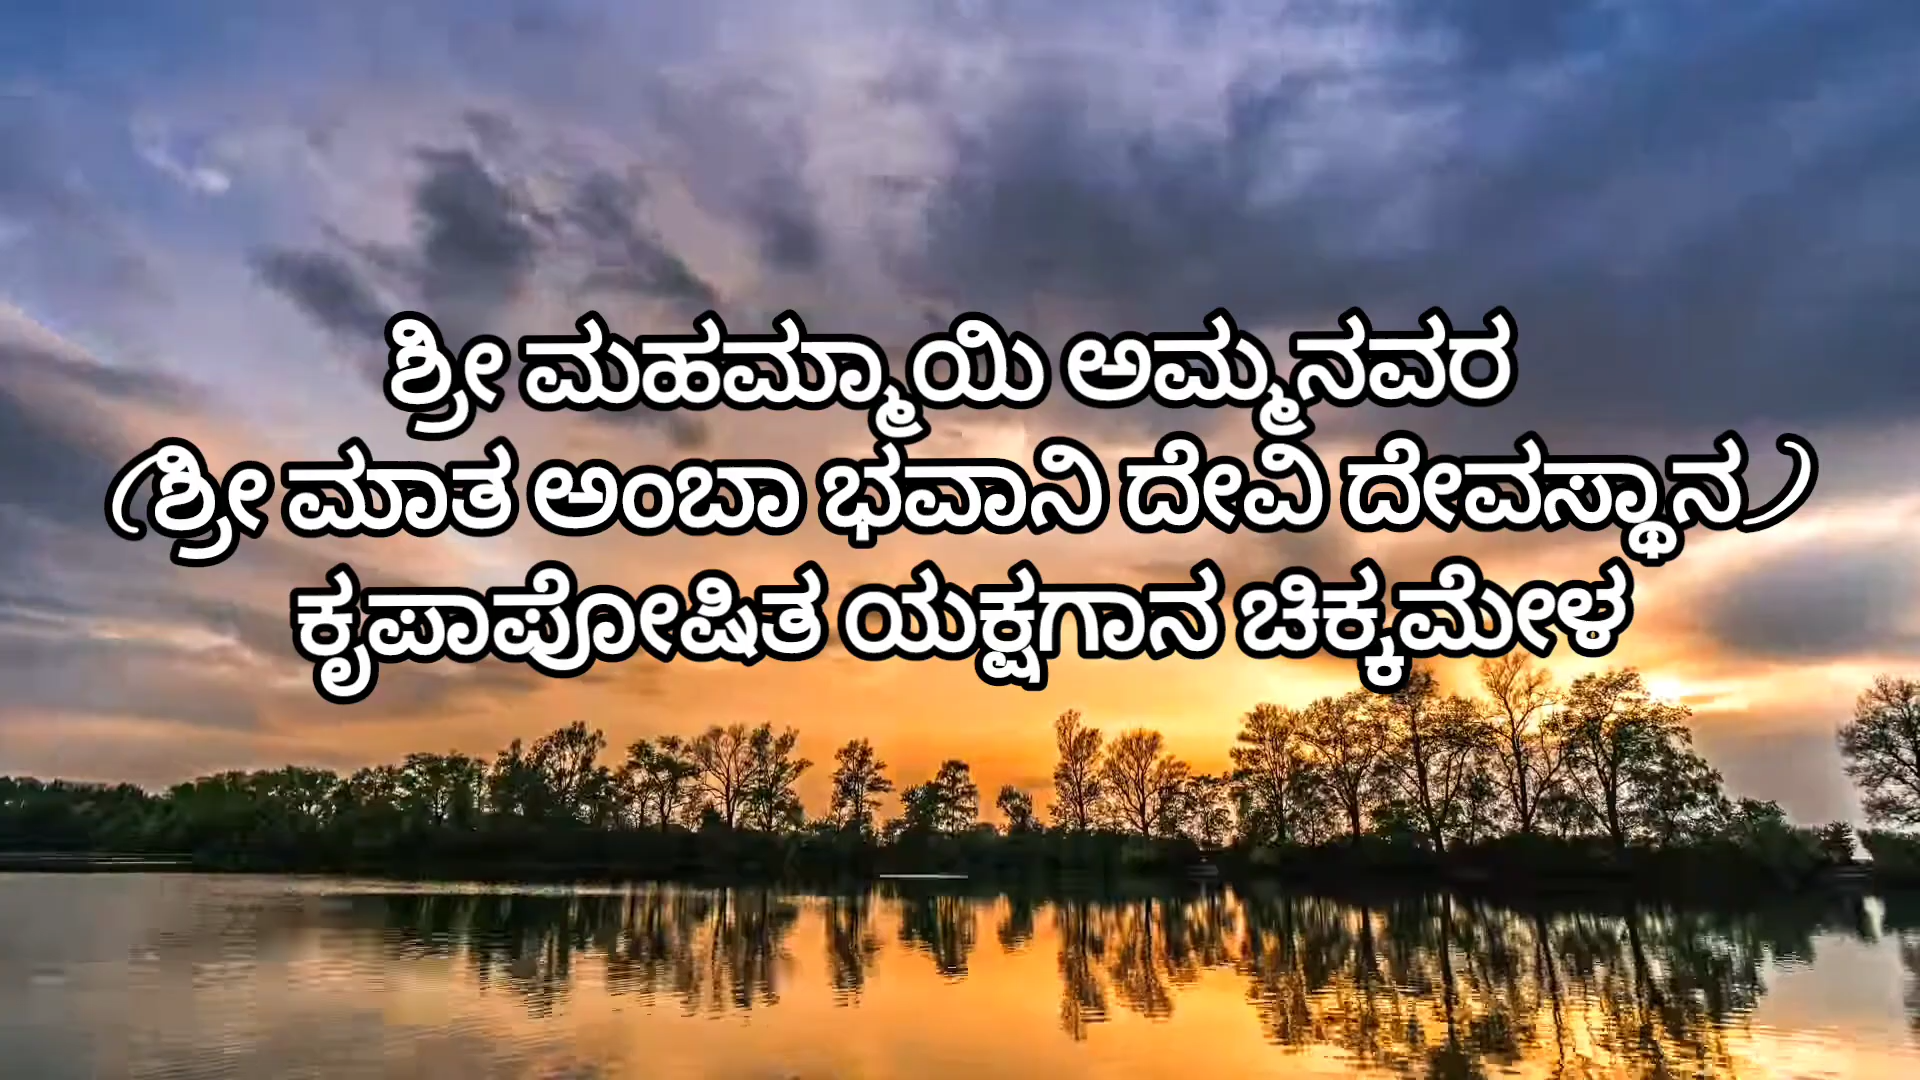 ಶ್ರೀ ಮಹಮ್ಮಾಯಿ ಅಮ್ಮನವರ
(ಶ್ರೀ ಮಾತ ಅಂಬಾ ಭವಾನಿ ದೇವಿ ದೇವಸ್ಥಾನ)
ಕೃಪಾಪೋಷಿತ ಯಕ್ಷಗಾನ ಚಿಕ್ಕಮೇಳ